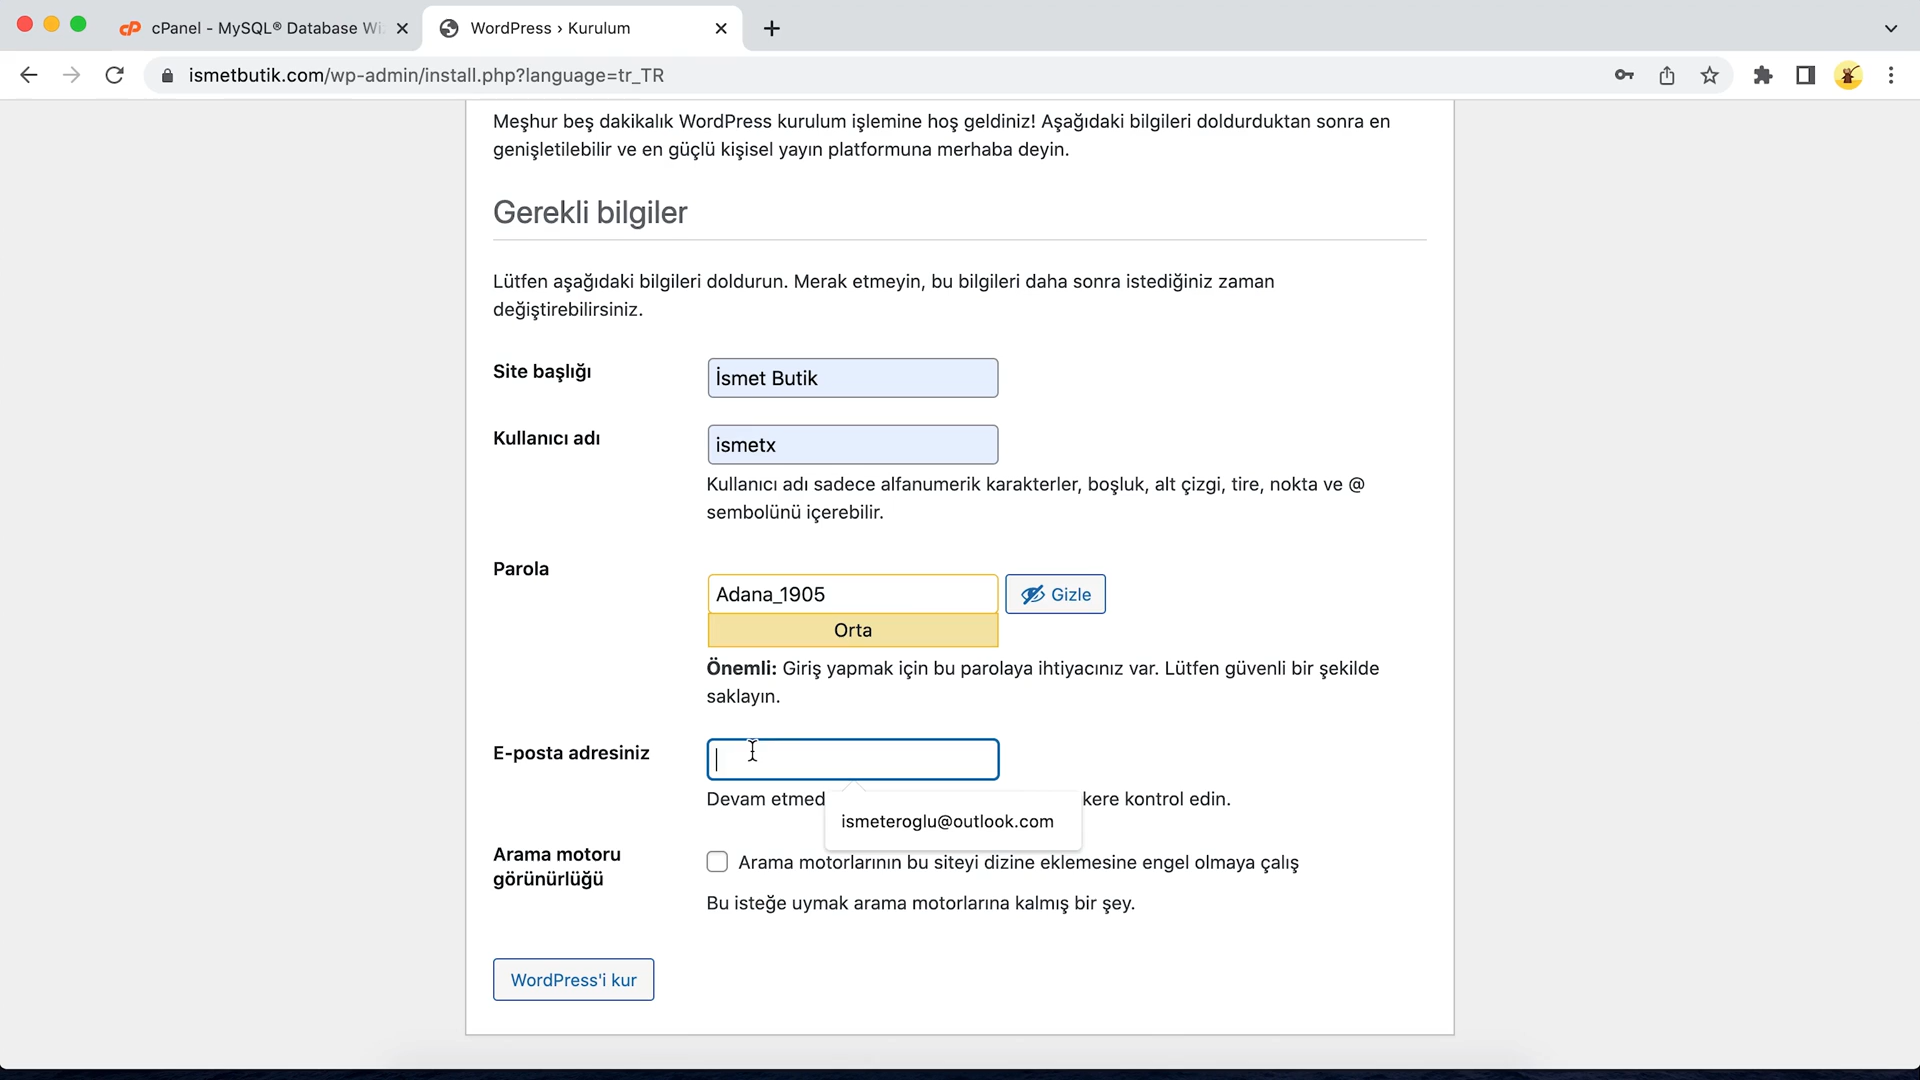 cPanel - MySQL® Database Wi
WordPress › Kurulum
ismetbutik.com/wp-admin/install.php?language=tr_TR
Meşhur beş dakikalık WordPress kurulum işlemine hoş geldiniz! Aşağıdaki bilgileri doldurduktan sonra en
genişletilebilir ve en güçlü kişisel yayın platformuna merhaba deyin.
Gerekli bilgiler
Lütfen aşağıdaki bilgileri doldurun. Merak etmeyin, bu bilgileri daha sonra istediğiniz zaman
değiştirebilirsiniz.
Site başlığı
İsmet Butik
Kullanıcı adı
ismetx
Kullanıcı adı sadece alfanumerik karakterler, boşluk, alt çizgi, tire, nokta ve @
sembolünü içerebilir.
Parola
Adana_1905
Gizle
Orta
Önemli: Giriş yapmak için bu parolaya ihtiyacınız var. Lütfen güvenli bir şekilde
saklayın.
E-posta adresiniz
Devam etmed kere kontrol edin.
ismeteroglu@outlook.com
Arama motoru
görünürlüğü
Arama motorlarının bu siteyi dizine eklemesine engel olmaya çalış
Bu isteğe uymak arama motorlarına kalmış bir şey.
WordPress'i kur